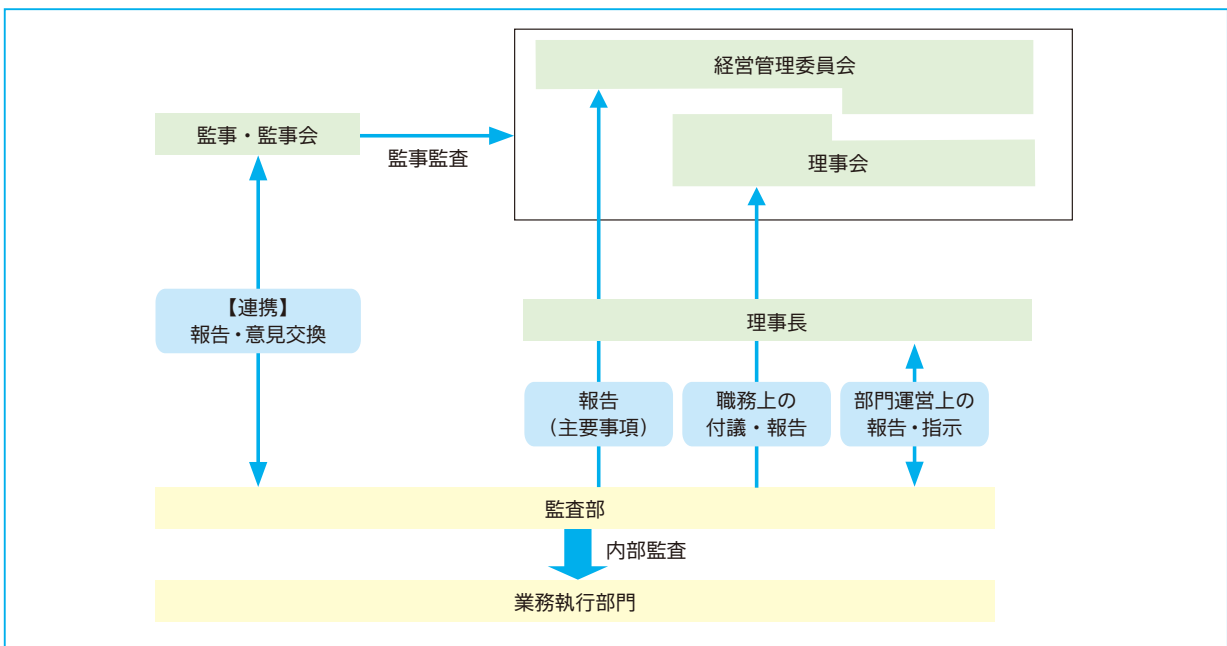 経営管理委員会
監事・監事会
監事監査
理事会
【連携】
報告・意見交換
理事長
報告
（主要事項）
職務上の
付議・報告
部門運営上の
報告・指示
監査部
内部監査
業務執行部門